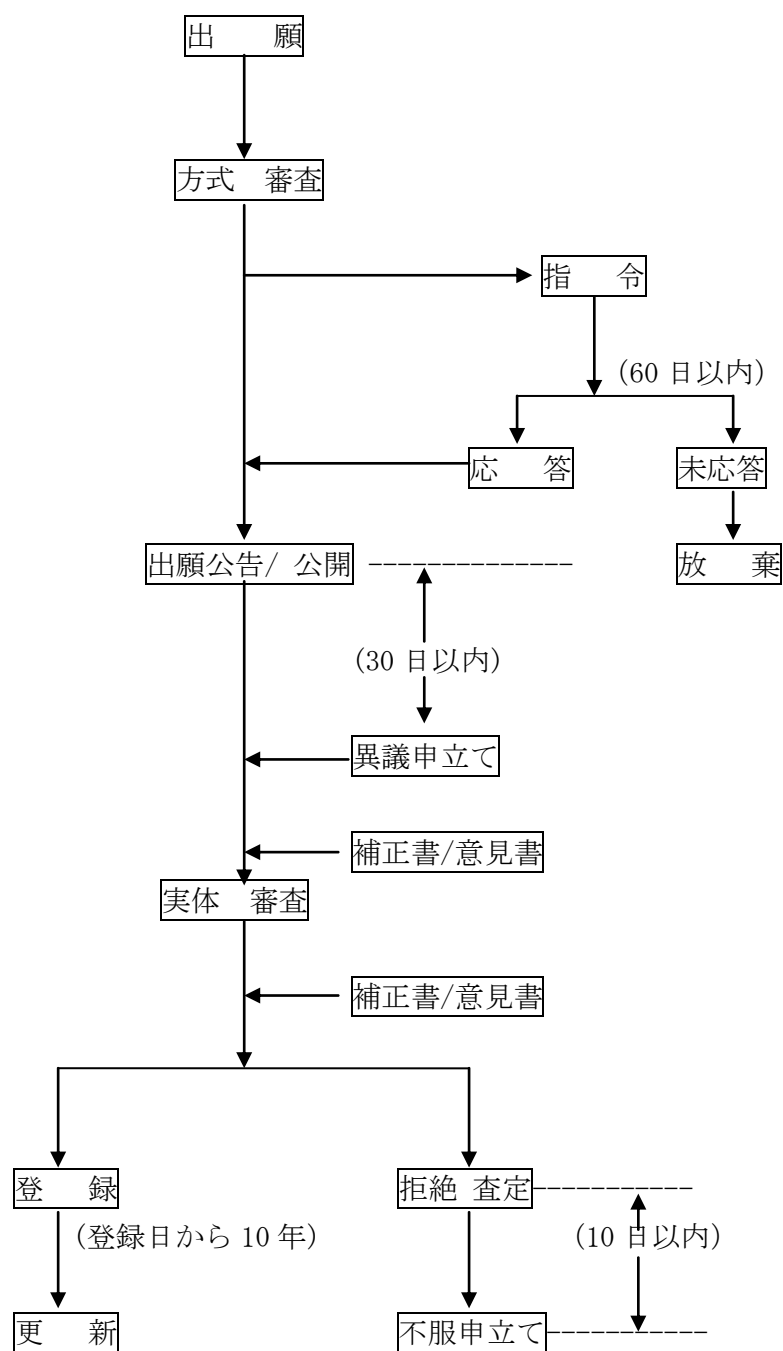 出　願
方式　審査
指　令
(60 日以内)
応　答
未応答
出願公告/ 公開
放　棄
(30 日以内)
異議申立て
補正書/意見書
実体　審査
補正書/意見書
登　録
拒絶 査定
(登録日から 10 年)
(10 日以内)
更　新
不服申立て